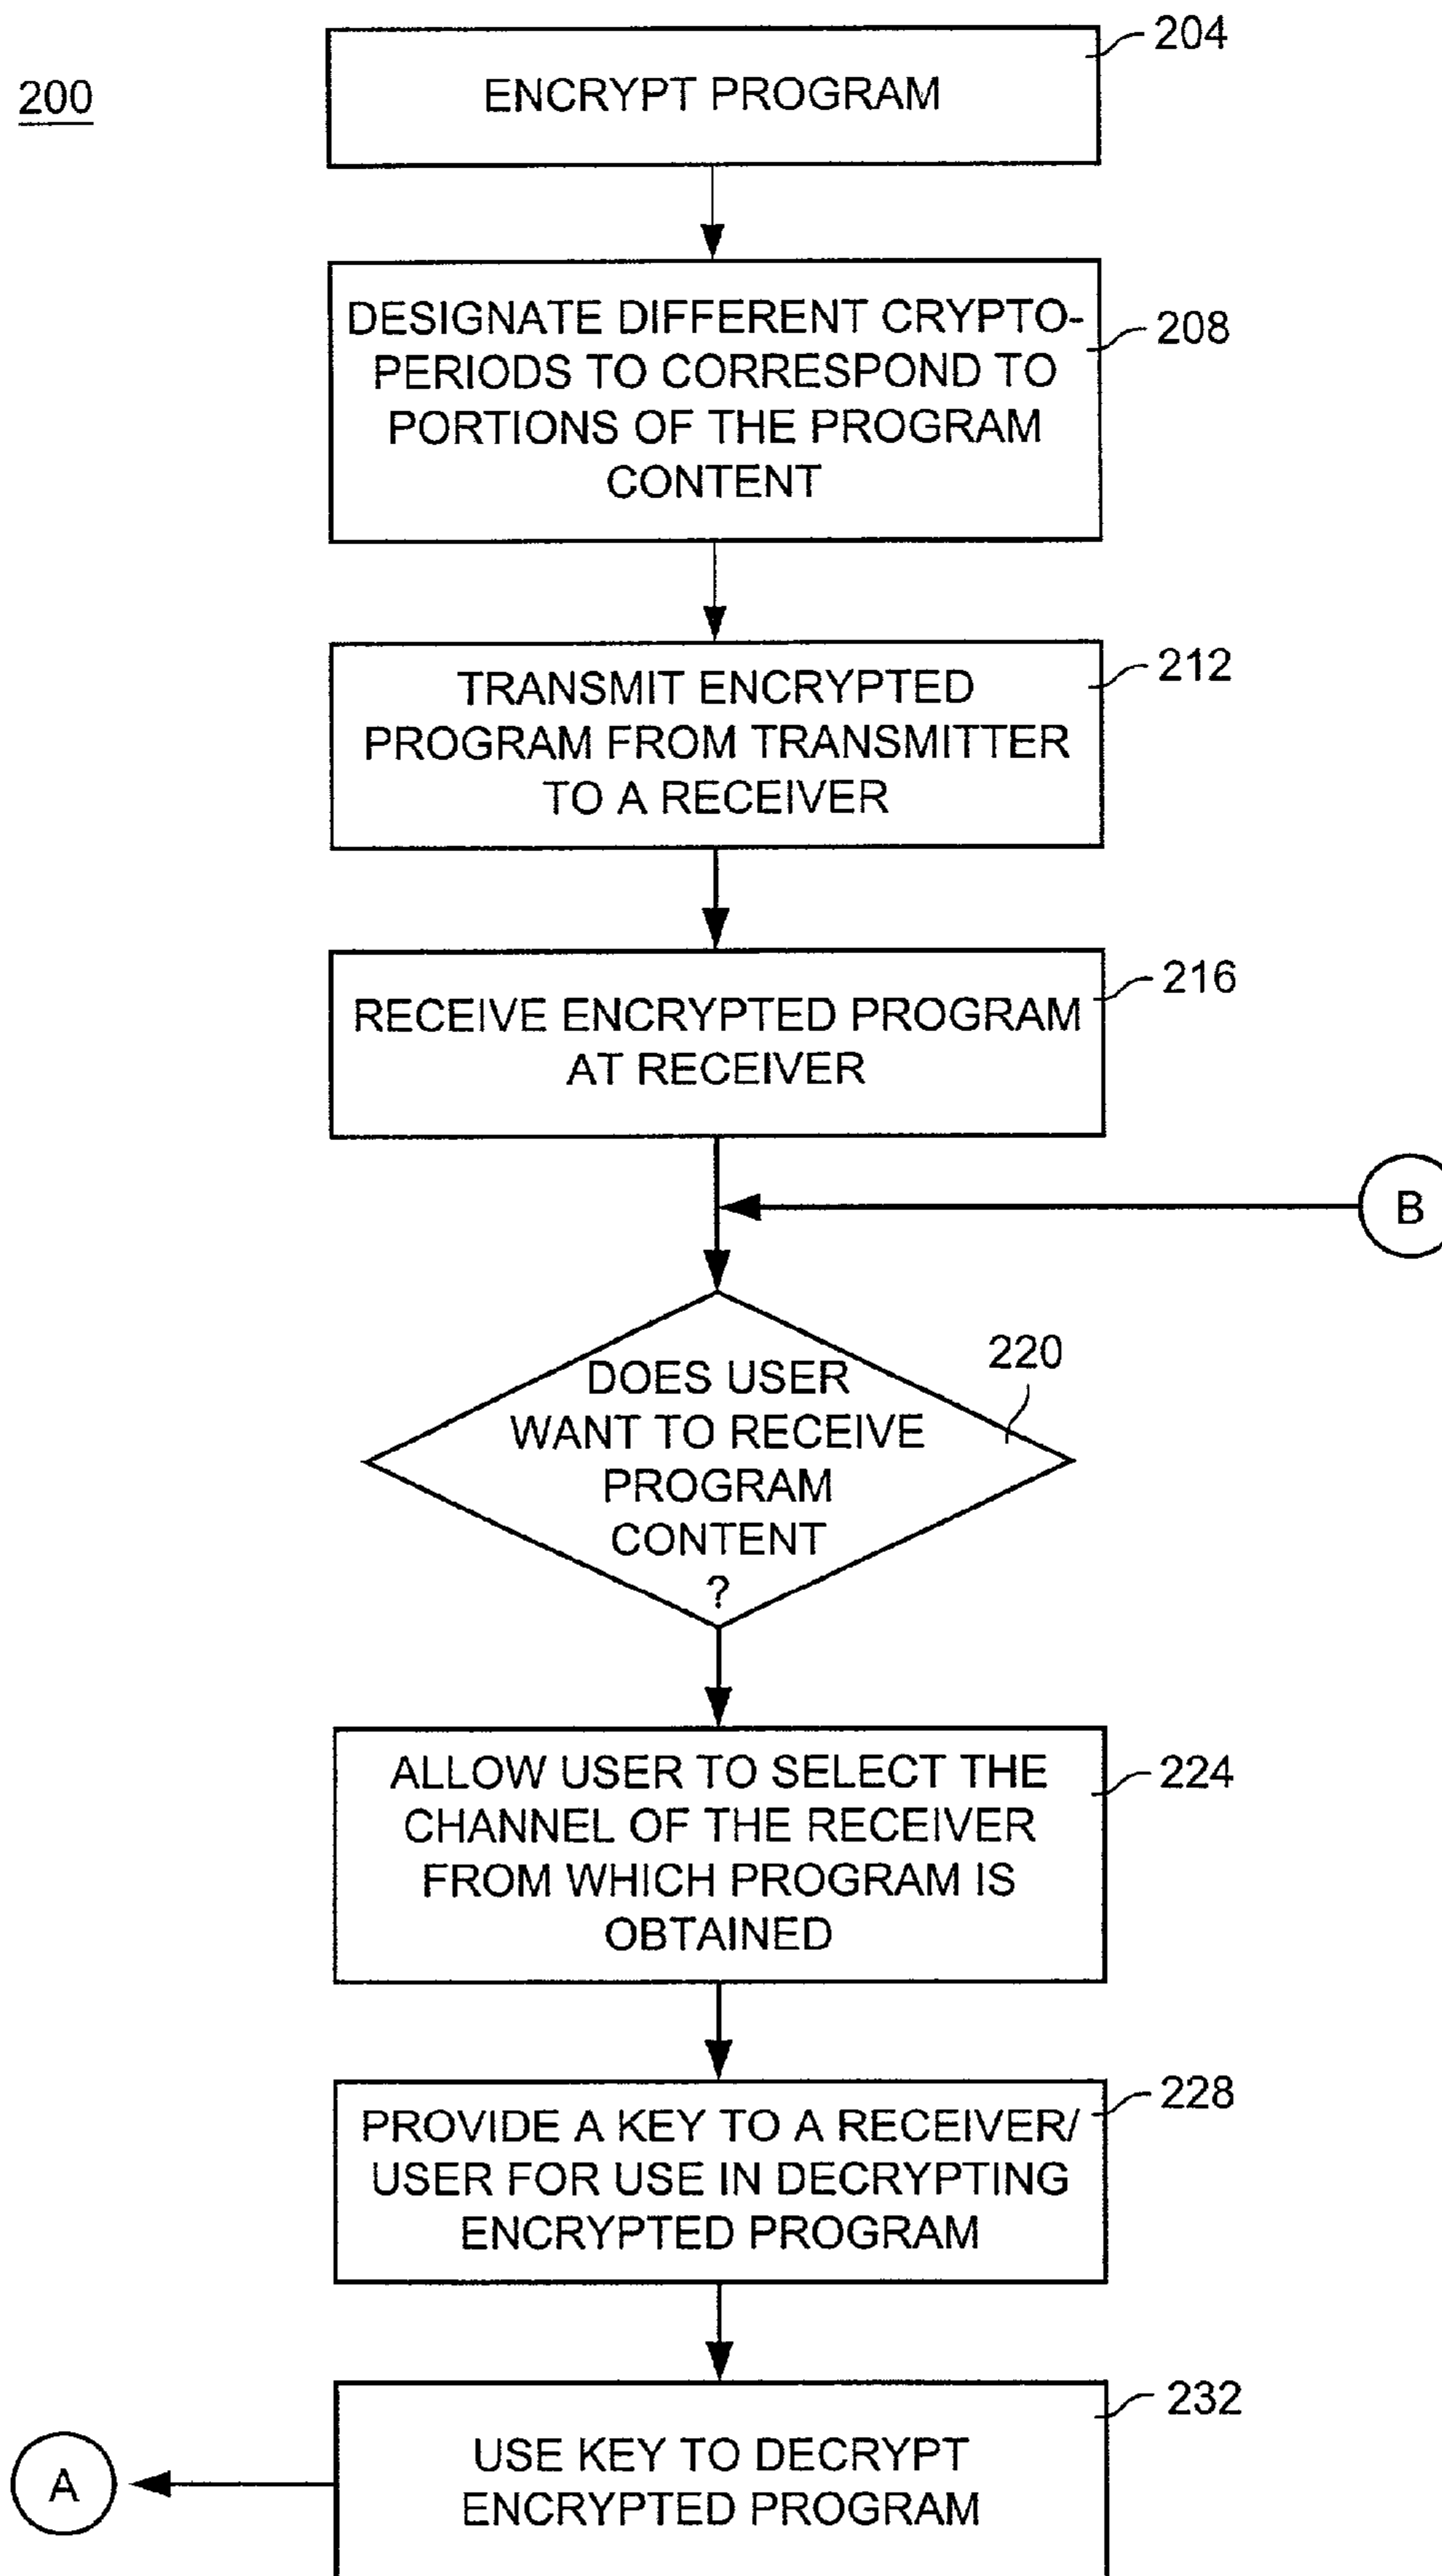 200
ENCRYPT PROGRAM
204
DESIGNATE DIFFERENT CRYPTO-
PERIODS TO CORRESPOND TO
PORTIONS OF THE PROGRAM
CONTENT
208
TRANSMIT ENCRYPTED
PROGRAM FROM TRANSMITTER
TO A RECEIVER
212
RECEIVE ENCRYPTED PROGRAM
AT RECEIVER
216
B
DOES USER
WANT TO RECEIVE
PROGRAM
CONTENT
?
220
ALLOW USER TO SELECT THE
CHANNEL OF THE RECEIVER
FROM WHICH PROGRAM IS
OBTAINED
224
PROVIDE A KEY TO A RECEIVER/
USER FOR USE IN DECRYPTING
ENCRYPTED PROGRAM
228
USE KEY TO DECRYPT
ENCRYPTED PROGRAM
232
A